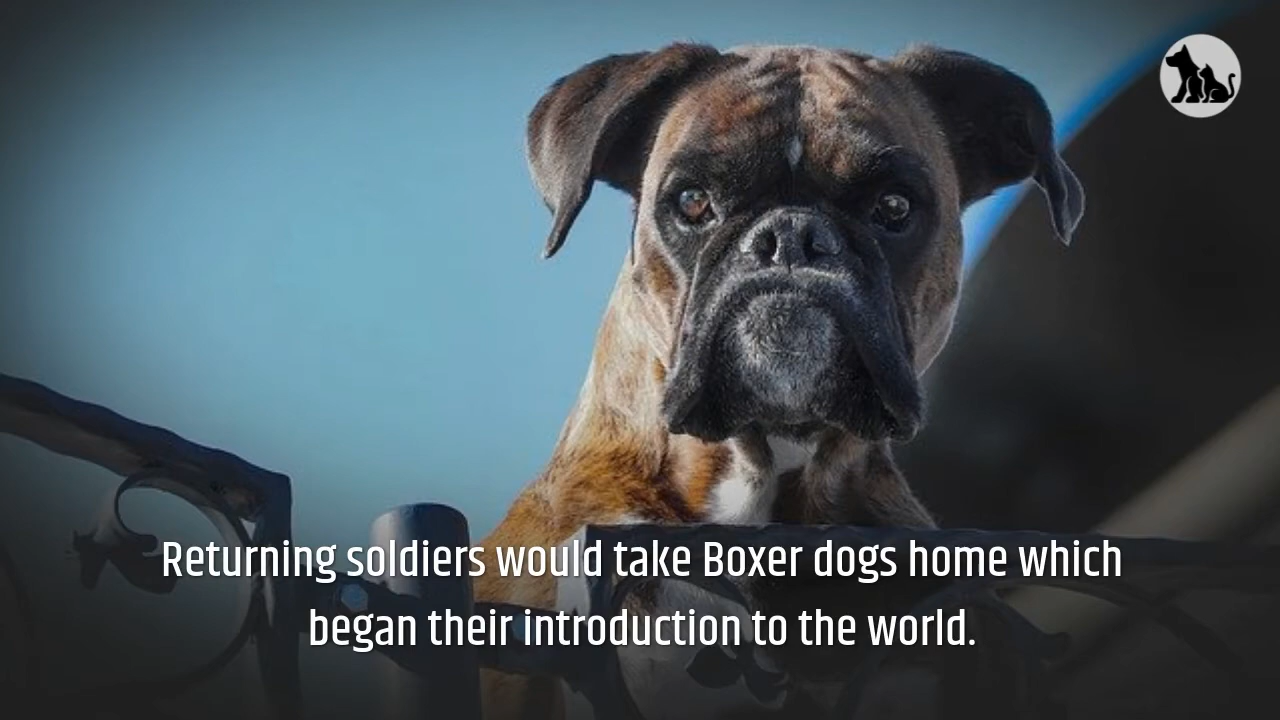 Returning soldiers would take Boxer dogs home which
began their introduction to the world.